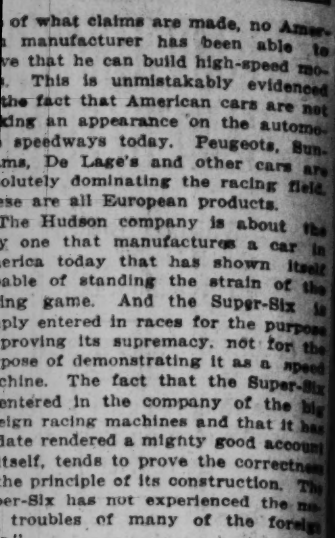 of what claims are made, no Amer-
manufacturer has been able to
ve that he can build high-speed mo-
. This is unmistakably evidenced
the fact that American cars are not
king an appearance on the automo-
speedways today. Peugeots, Sun-
ams, De Lage's and other cars are
olutely dominating the racing field.
ese are all European products.
The Hudson company is about the
y one that manufactures a car in
erica today that has shown itself
able of standing the strain of the
ing game. And the Super-Six is
ply entered in races for the purpose
proving its supremacy, not for the
pose of demonstrating it as a speed
chine. The fact that the Super-Six
entered in the company of the big
eign racing machines and that it has
date rendered a mighty good account
itself, tends to prove the correctness
the principle of its construction. The
per-Six has not experienced the
troubles of many of the foreign